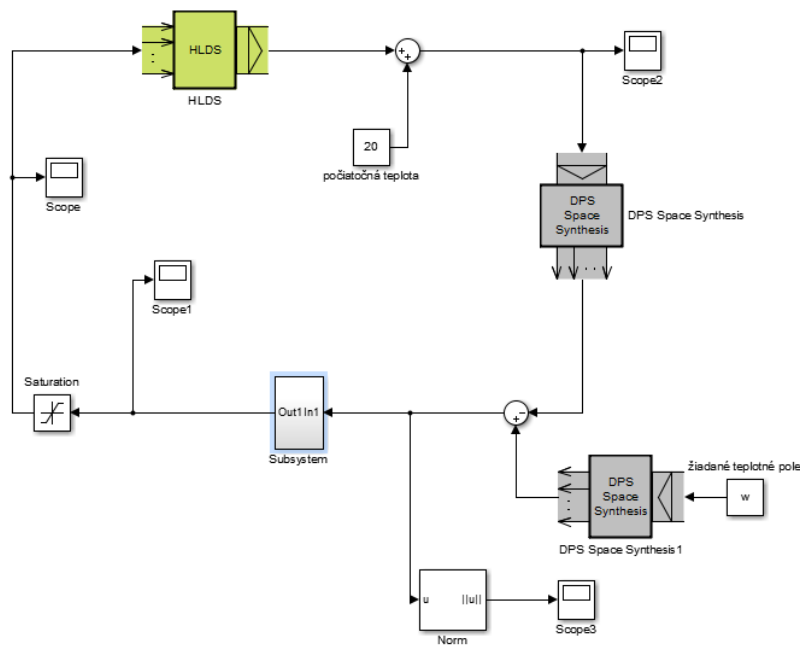 HLDS
HLDS
Scope2
20
počiatočná teplota
Scope
DPS
Space
Synthesis
DPS Space Synthesis
Scope1
Saturation
Out1 In1
Subsystem
žiadané teplotné pole
DPS
Space
Synthesis
w
DPS Space Synthesis1
u ||u||
Norm
Scope3